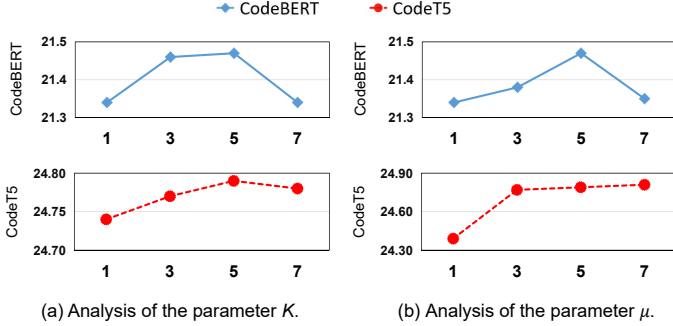 CodeBERT CodeT5
CodeBERT
21.5
21.4
21.3
1 3 5 7
CodeBERT
21.5
21.4
21.3
1 3 5 7
CodeT5
24.80
24.75
24.70
1 3 5 7
CodeT5
24.90
24.60
24.30
1 3 5 7
(a) Analysis of the parameter K.
(b) Analysis of the parameter μ.